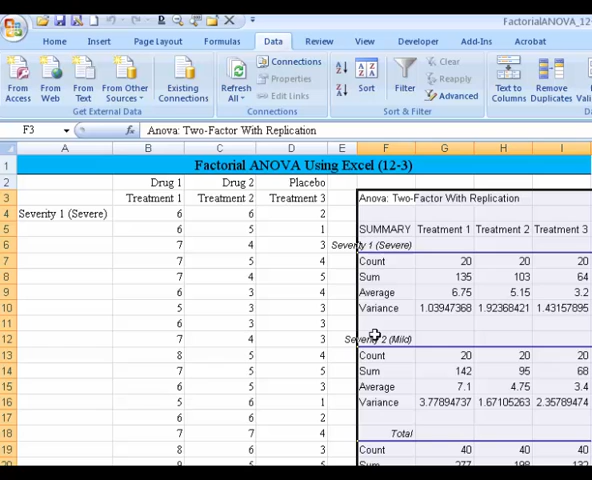 FactorialANOVA_12-
Home Insert Page Layout Formulas Data Review View Developer Add-Ins Acrobat
From Access From Web From Text From Other Sources Existing Connections Refresh All Connections Properties Edit Links Sort Filter Clear Reapply Advanced Text to Columns Remove Duplicates
Get External Data Connections Sort & Filter
F3 fx Anova: Two-Factor With Replication
A B C D E F G H I
1 Factorial ANOVA Using Excel (12-3)
2 Drug 1 Drug 2 Placebo
3 Treatment 1 Treatment 2 Treatment 3 Anova: Two-Factor With Replication
4 Severity 1 (Severe) 6 6 2
5 6 5 1 SUMMARY Treatment 1 Treatment 2 Treatment 3
6 7 4 3 Severity 1 (Severe)
7 7 5 4 Count 20 20 20
8 7 4 5 Sum 135 103 64
9 6 3 4 Average 6.75 5.15 3.2
10 5 3 3 Variance 1.03947368 1.92368421 1.43157895
11 6 3 3
12 7 4 3 Severity 2 (Mild)
13 8 5 4 Count 20 20 20
14 7 5 5 Sum 142 95 68
15 6 5 3 Average 7.1 4.75 3.4
16 5 6 1 Variance 3.77894737 1.67105263 2.35789474
17 6 6 2
18 7 7 4 Total
19 8 6 3 Count 40 40 40
20 9 5 5 Sum 277 198 132